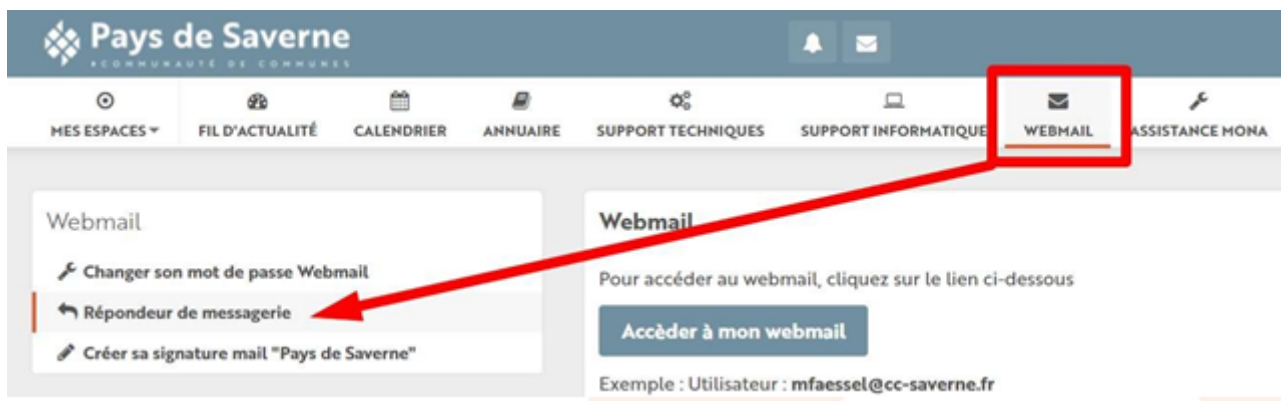 Pays de Saverne
COMMUNAUTÉ DE COMMUNES
MES ESPACES
FIL D'ACTUALITÉ
CALENDRIER
ANNUAIRE
SUPPORT TECHNIQUES
SUPPORT INFORMATIQUE
WEBMAIL
ASSISTANCE MONA
Webmail
Changer son mot de passe Webmail
Répondeur de messagerie
Créer sa signature mail "Pays de Saverne"
Webmail
Pour accéder au webmail, cliquez sur le lien ci-dessous
Accèder à mon webmail
Exemple : Utilisateur : mfaessel@cc-saverne.fr